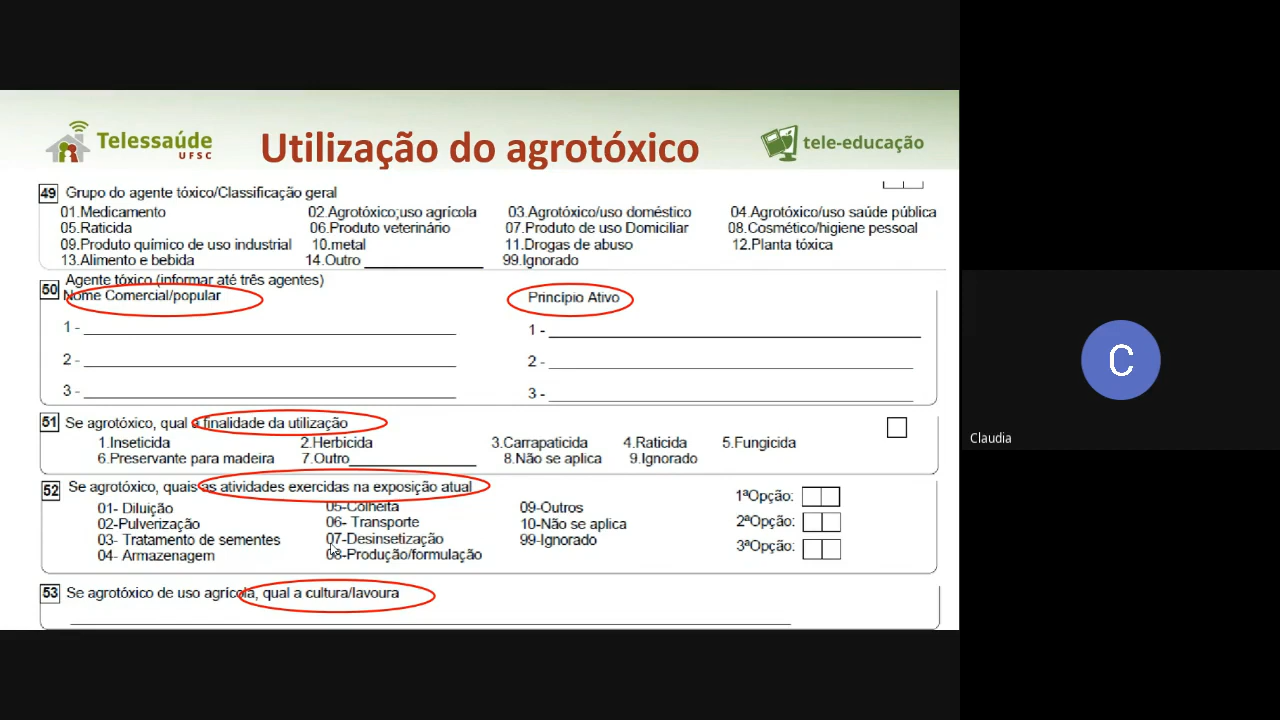 Telessaúde
UFSC
Utilização do agrotóxico
tele-educação
49 Grupo do agente tóxico/Classificação geral
01.Medicamento 02.Agrotóxico;uso agrícola 03.Agrotóxico/uso doméstico 04.Agrotóxico/uso saúde pública
05.Raticida 06.Produto veterinário 07.Produto de uso Domiciliar 08.Cosmético/higiene pessoal
09.Produto químico de uso industrial 10.metal 11.Drogas de abuso 12.Planta tóxica
13.Alimento e bebida 14.Outro 99.Ignorado
50 Agente tóxico (informar até três agentes)
Nome Comercial/popular Princípio Ativo
1 - 1 -
2 - 2 -
3 - 3 -
51 Se agrotóxico, qual a finalidade da utilização
1.Inseticida 2.Herbicida 3.Carrapaticida 4.Raticida 5.Fungicida
6.Preservante para madeira 7.Outro 8.Não se aplica 9.Ignorado
52 Se agrotóxico, quais as atividades exercidas na exposição atual
01- Diluição 05-Colheita 09-Outros 1ªOpção:
02-Pulverização 06- Transporte 10-Não se aplica 2ªOpção:
03- Tratamento de sementes 07-Desinsetização 99-Ignorado 3ªOpção:
04- Armazenagem 08-Produção/formulação
53 Se agrotóxico de uso agrícola, qual a cultura/lavoura
C
Claudia